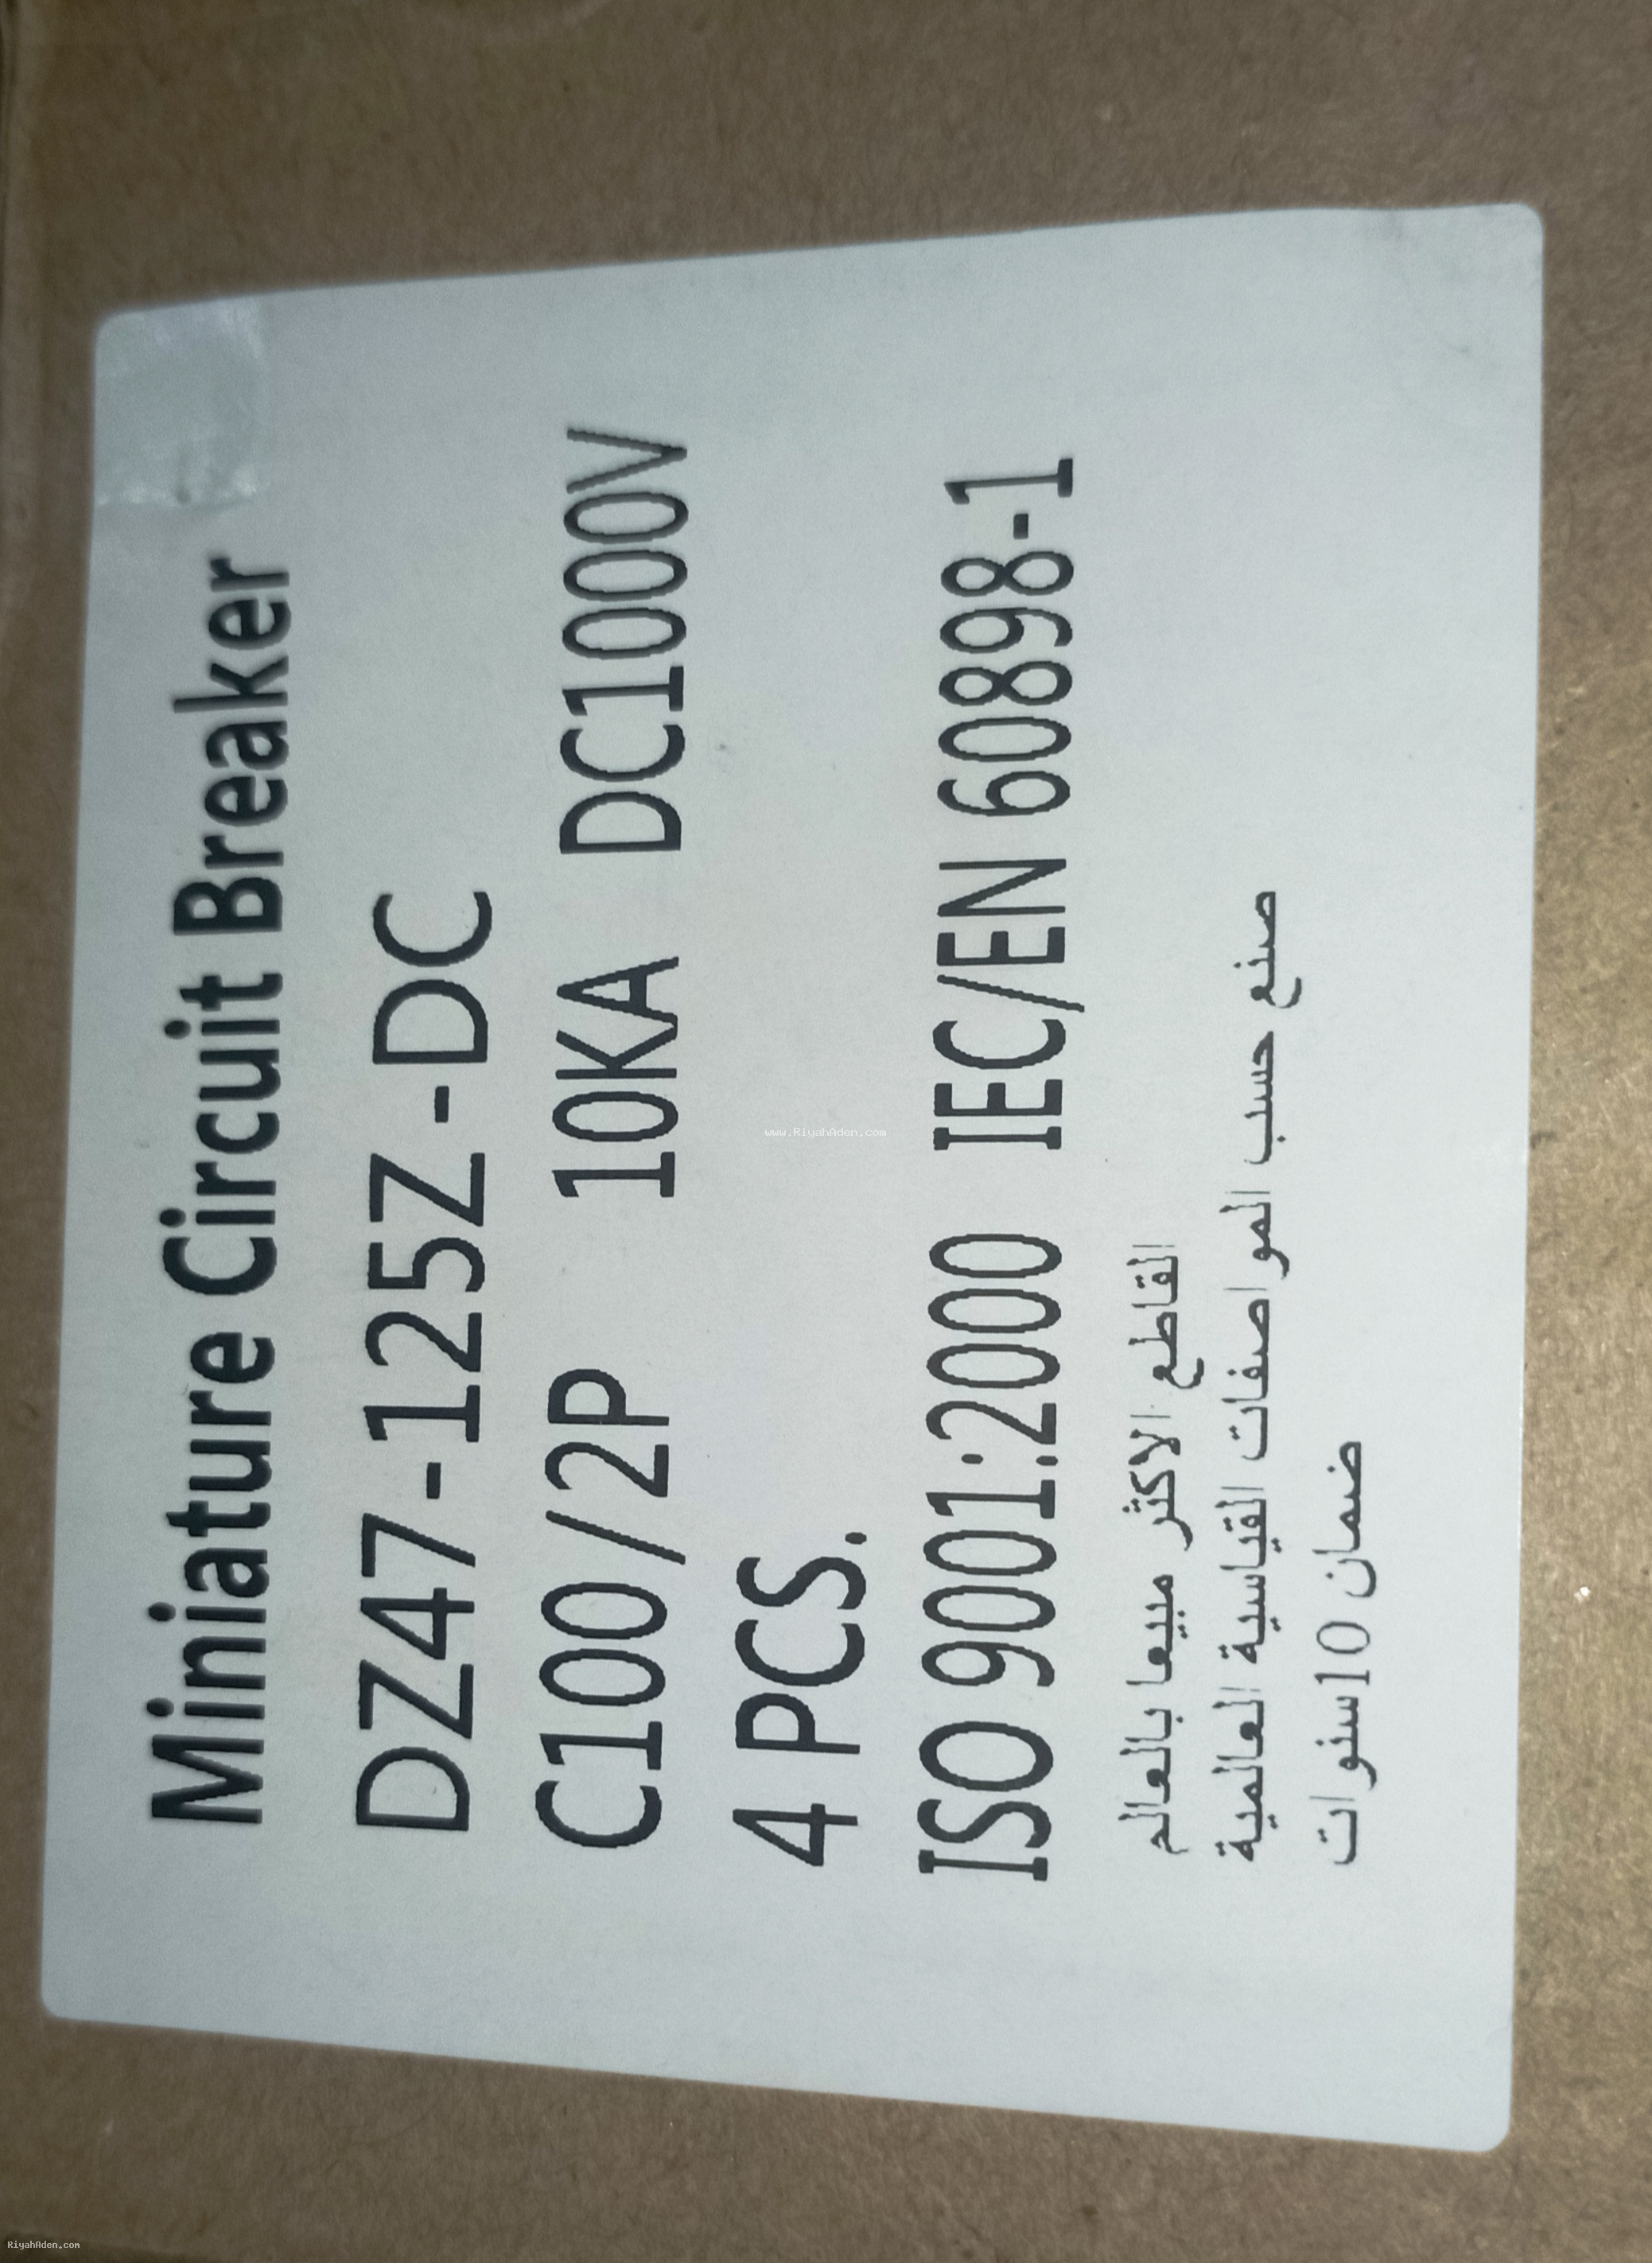 Miniature Circuit Breaker
DZ47-125Z-DC
C100/2P 10KA DC1000V
4 PCS.
ISO 9001:2000 IEC/EN 60898-1
القاطع الاكثر مبيعا بالعالم
صنع حسب المواصفات القياسية العالمية
ضمان 10سنوات
www.RiyahAden.com
RiyahAden.com